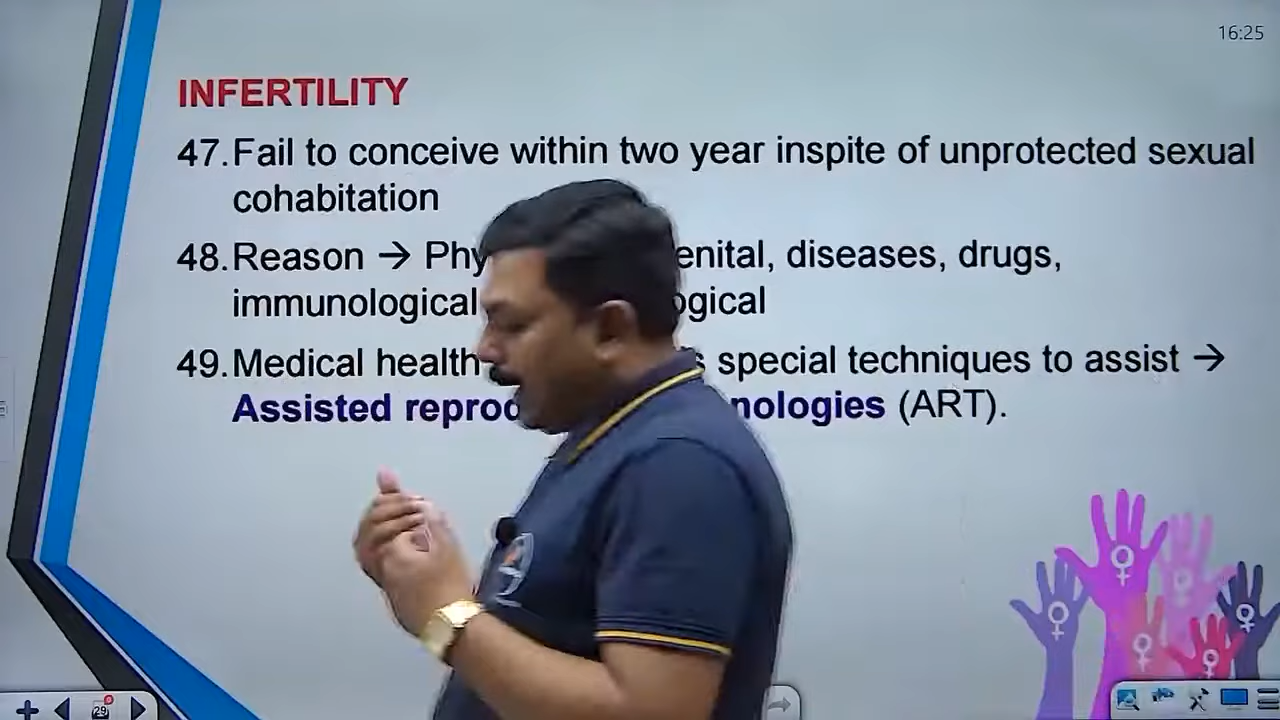 16:25
INFERTILITY
47. Fail to conceive within two year inspite of unprotected sexual
cohabitation
48. Reason → Phy enital, diseases, drugs,
immunological ogical
49. Medical health s special techniques to assist →
Assisted reprod nologies (ART).
29